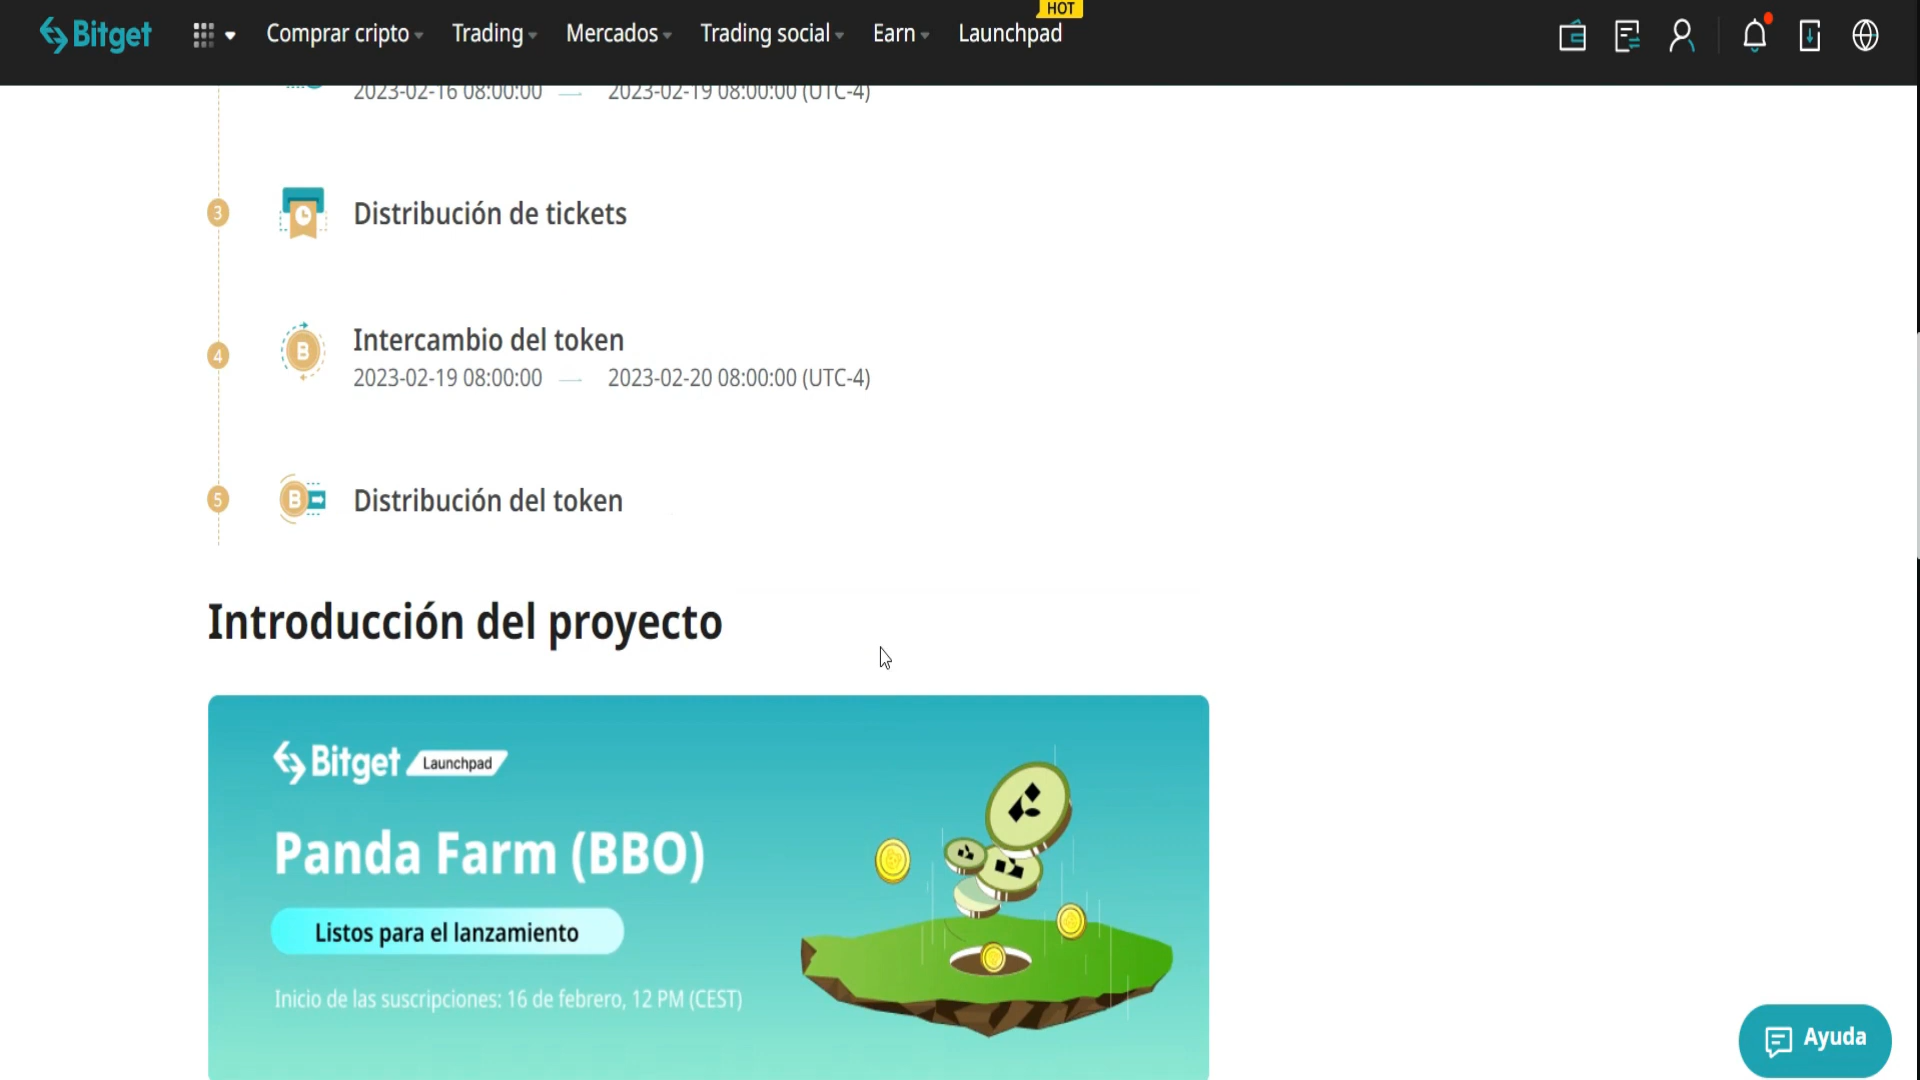 Bitget
Comprar cripto
Trading
Mercados
Trading social
Earn
Launchpad
HOT
2023-02-16 08:00:00 — 2023-02-19 08:00:00 (UTC-4)
3
Distribución de tickets
4
Intercambio del token
2023-02-19 08:00:00 — 2023-02-20 08:00:00 (UTC-4)
5
Distribución del token
Introducción del proyecto
Bitget Launchpad
Panda Farm (BBO)
Listos para el lanzamiento
Inicio de las suscripciones: 16 de febrero, 12 PM (CEST)
Ayuda